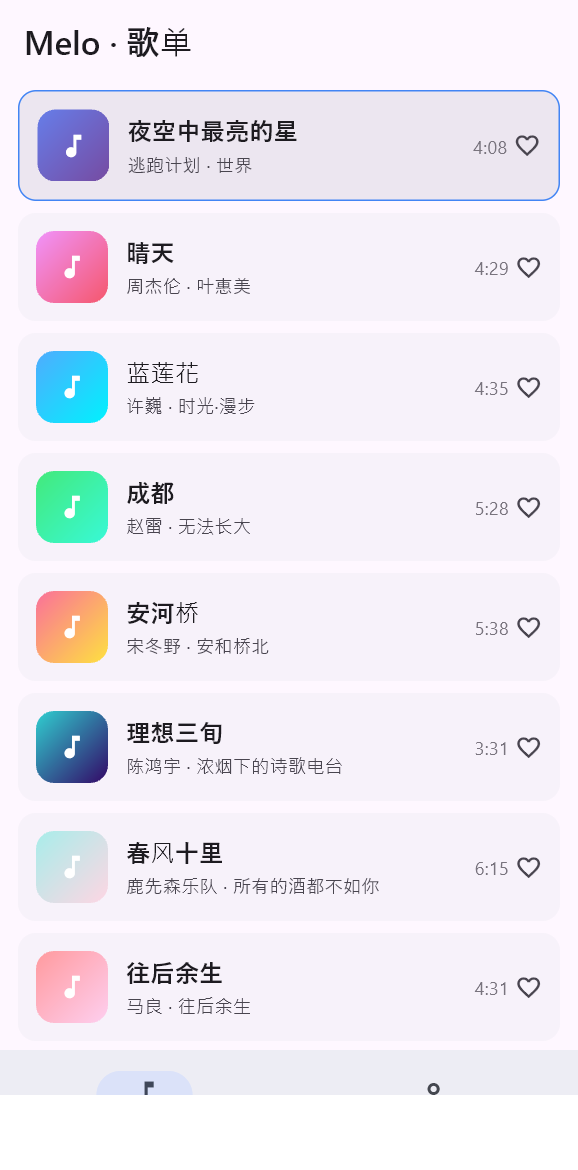 Melo · 歌单
夜空中最亮的星
逃跑计划 · 世界
4:08
晴天
周杰伦 · 叶惠美
4:29
蓝莲花
许巍 · 时光·漫步
4:35
成都
赵雷 · 无法长大
5:28
安河桥
宋冬野 · 安和桥北
5:38
理想三旬
陈鸿宇 · 浓烟下的诗歌电台
3:31
春风十里
鹿先森乐队 · 所有的酒都不如你
6:15
往后余生
马良 · 往后余生
4:31